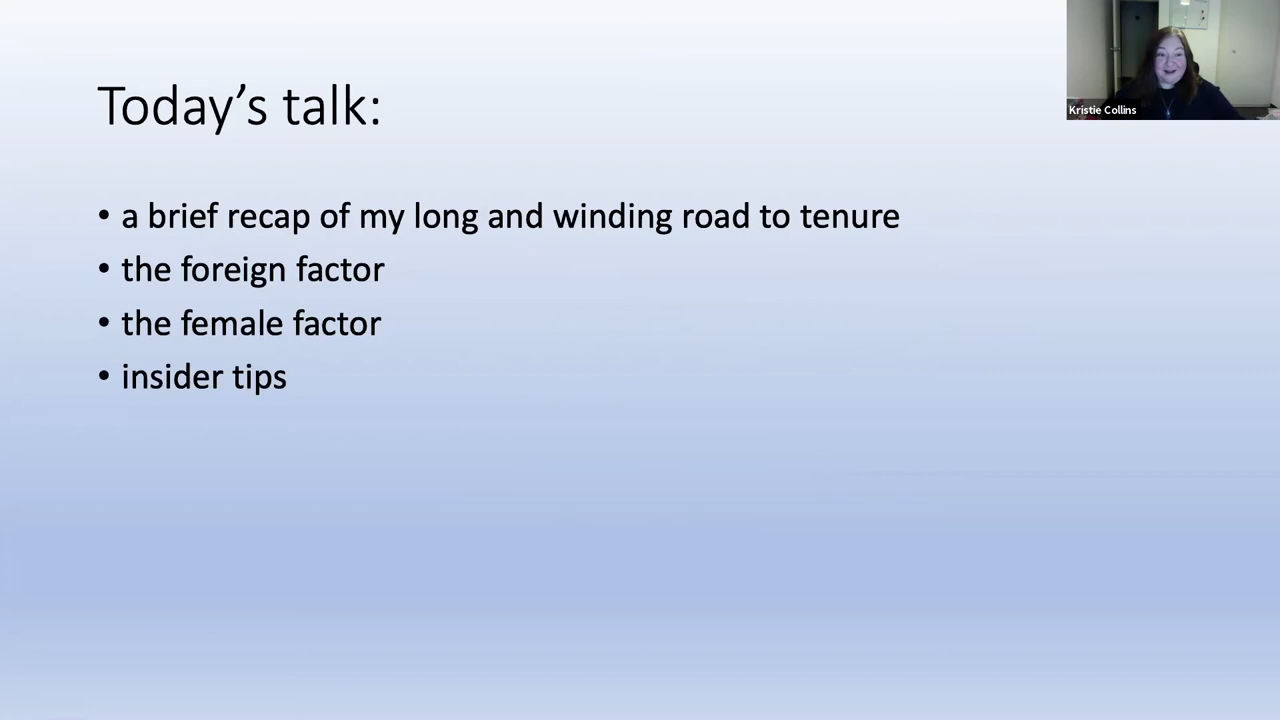 Today’s talk:
Kristie Collins
• a brief recap of my long and winding road to tenure
• the foreign factor
• the female factor
• insider tips